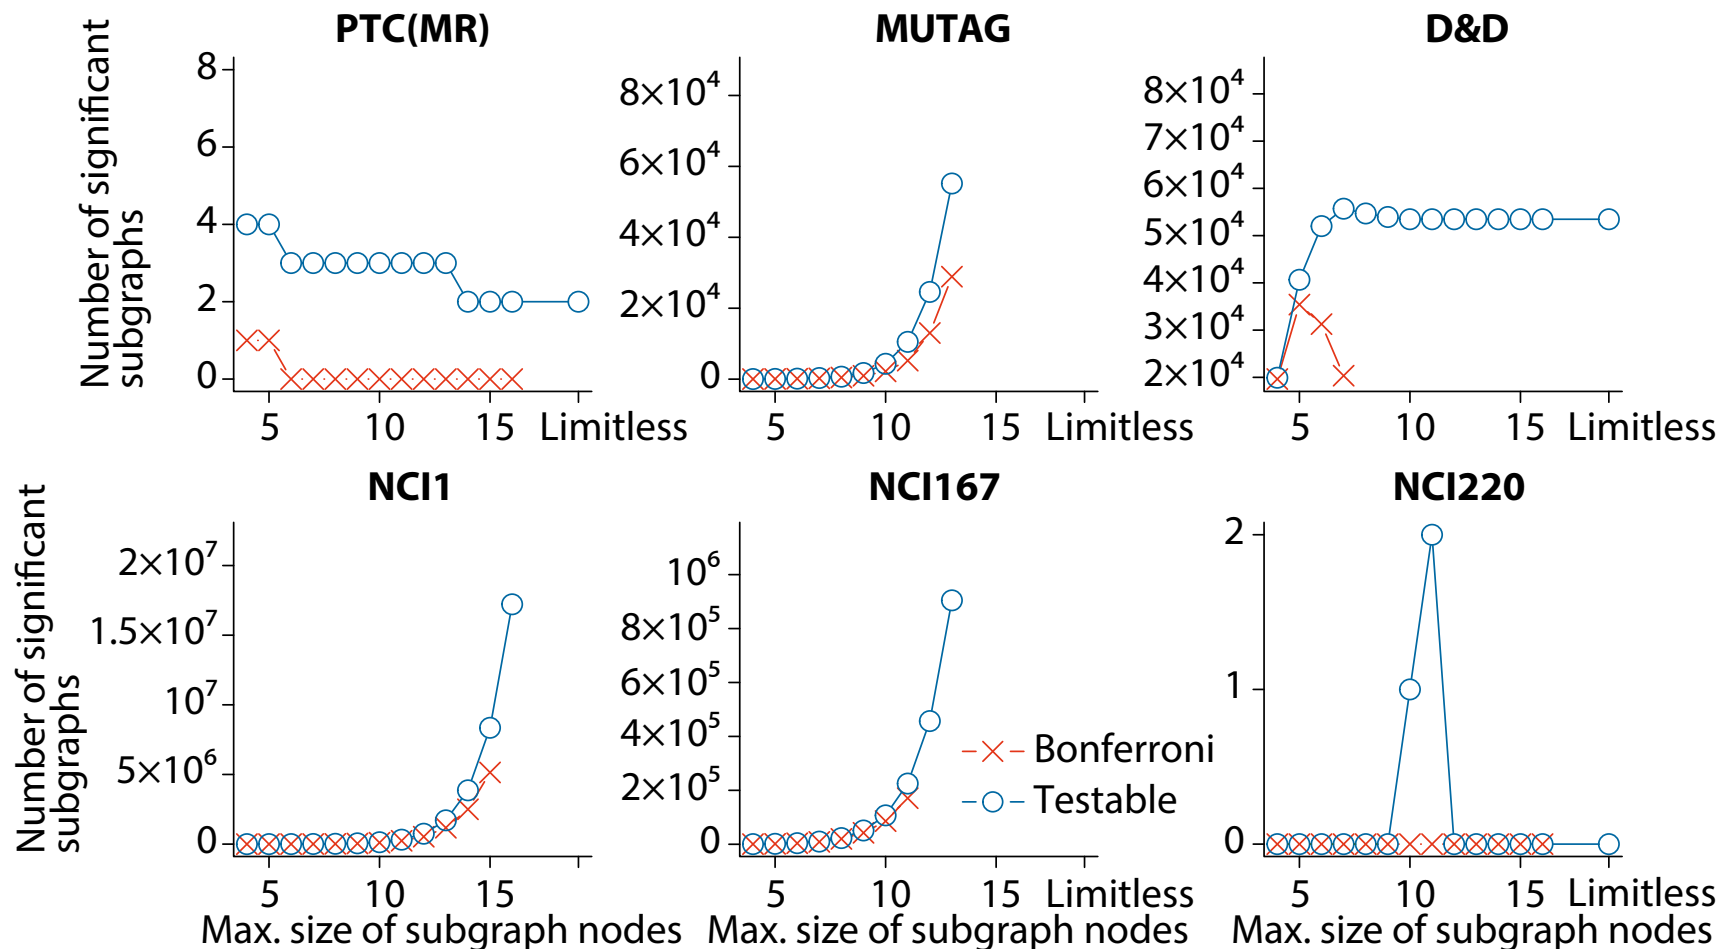 PTC(MR)
MUTAG
D&D
Number of significant
subgraphs
8
6
4
2
0
5 10 15 Limitless
8×10⁴
6×10⁴
4×10⁴
2×10⁴
0
5 10 15 Limitless
8×10⁴
7×10⁴
6×10⁴
5×10⁴
4×10⁴
3×10⁴
2×10⁴
5 10 15 Limitless
NCI1
NCI167
NCI220
Number of significant
subgraphs
2×10⁷
1.5×10⁷
10⁷
5×10⁶
0
5 10 15
Max. size of subgraph nodes
10⁶
8×10⁵
6×10⁵
4×10⁵
2×10⁵
0
Bonferroni
Testable
5 10 15 Limitless
Max. size of subgraph nodes
2
1
0
5 10 15 Limitless
Max. size of subgraph nodes